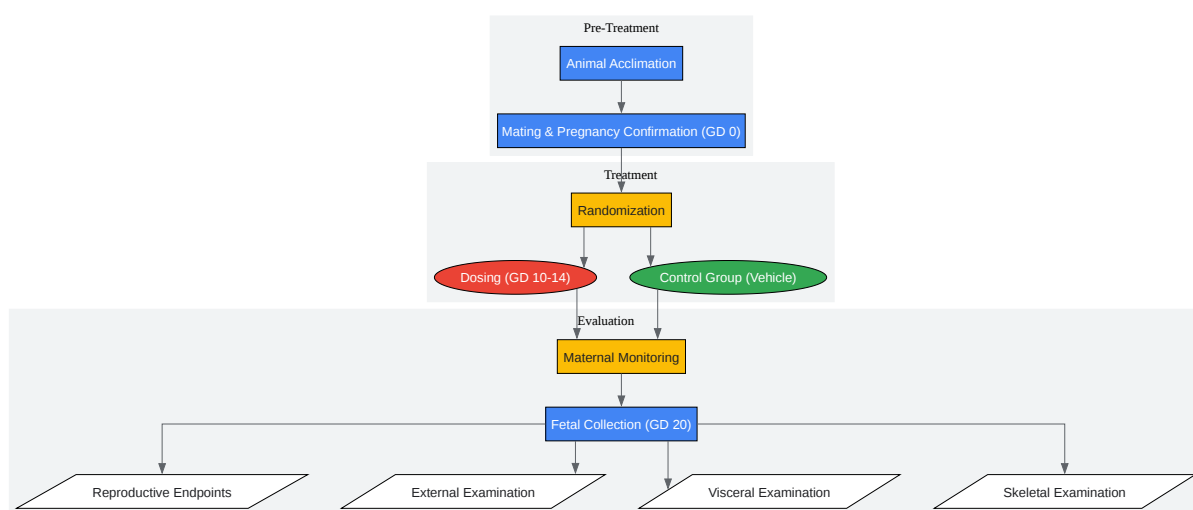 Pre-Treatment
Animal Acclimation
Mating & Pregnancy Confirmation (GD 0)
Treatment
Randomization
Dosing (GD 10-14)
Control Group (Vehicle)
Evaluation
Maternal Monitoring
Fetal Collection (GD 20)
Reproductive Endpoints
External Examination
Visceral Examination
Skeletal Examination